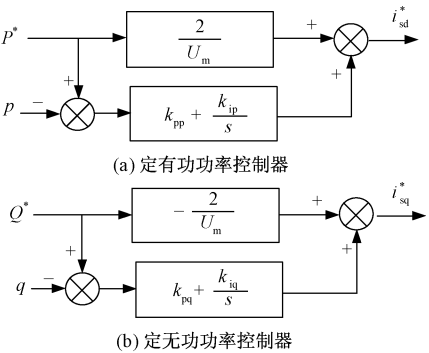 P* 2 + i*sd
Um
+ +
p − kpp + kip
s
(a) 定有功功率控制器
Q* − 2 + i*sq
Um
+ +
q − kpq + kiq
s
(b) 定无功功率控制器